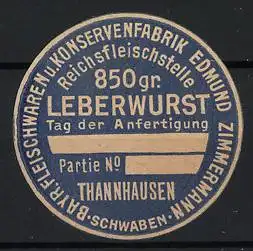 BAYR. FLEISCHWAREN u. KONSERVENFABRIK EDMUND ZIMMERMANN
Reichsfleischstelle
850 gr.
LEBERWURST
Tag der Anfertigung
Partie No
THANNHAUSEN
· SCHWABEN ·